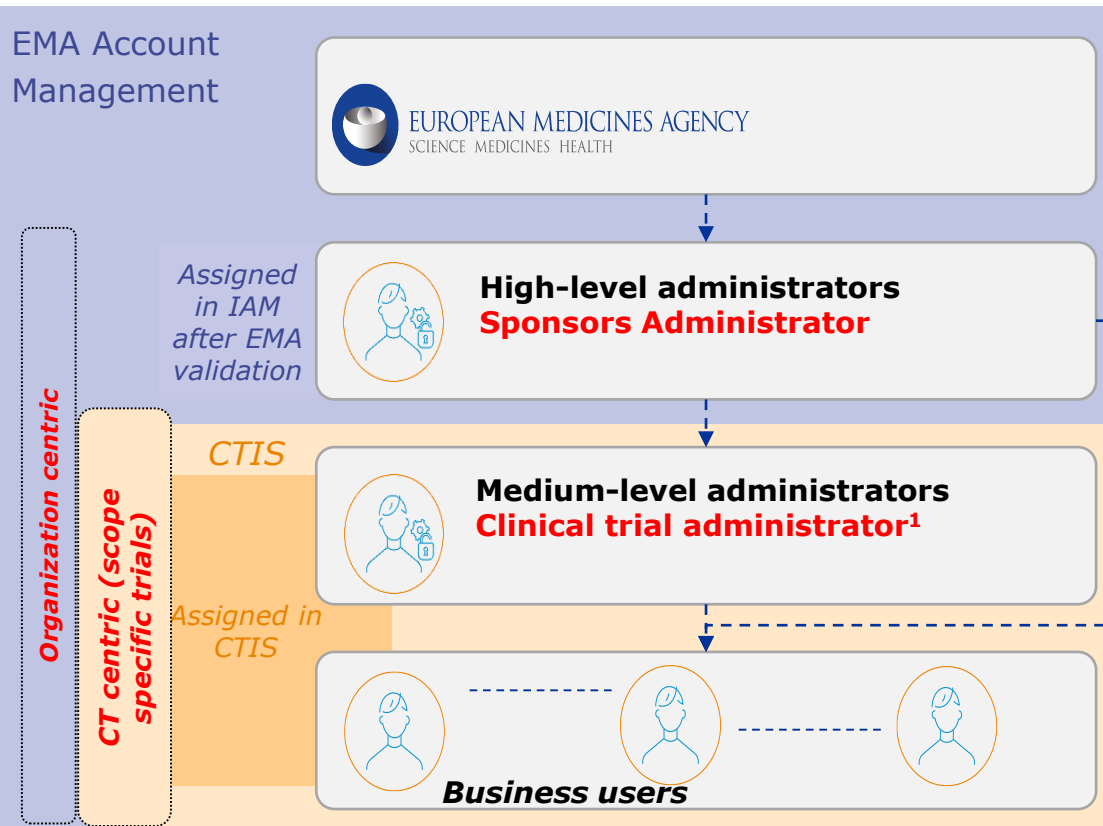 EMA Account
Management
EUROPEAN MEDICINES AGENCY
SCIENCE MEDICINES HEALTH
Assigned
in IAM
after EMA
validation
High-level administrators
Sponsors Administrator
Organization centric
CT centric (scope
specific trials)
CTIS
Medium-level administrators
Clinical trial administrator¹
Assigned in
CTIS
Business users